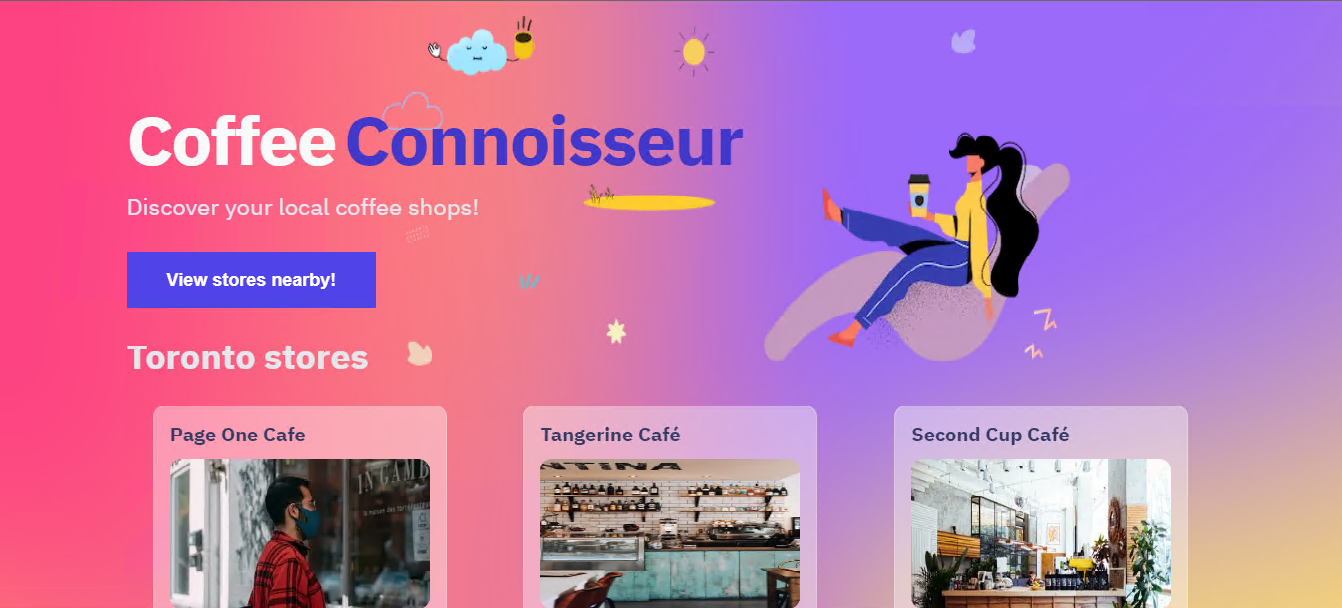 Coffee Connoisseur
Discover your local coffee shops!
View stores nearby!
Toronto stores
Page One Cafe
Tangerine Café
Second Cup Café
NTINA